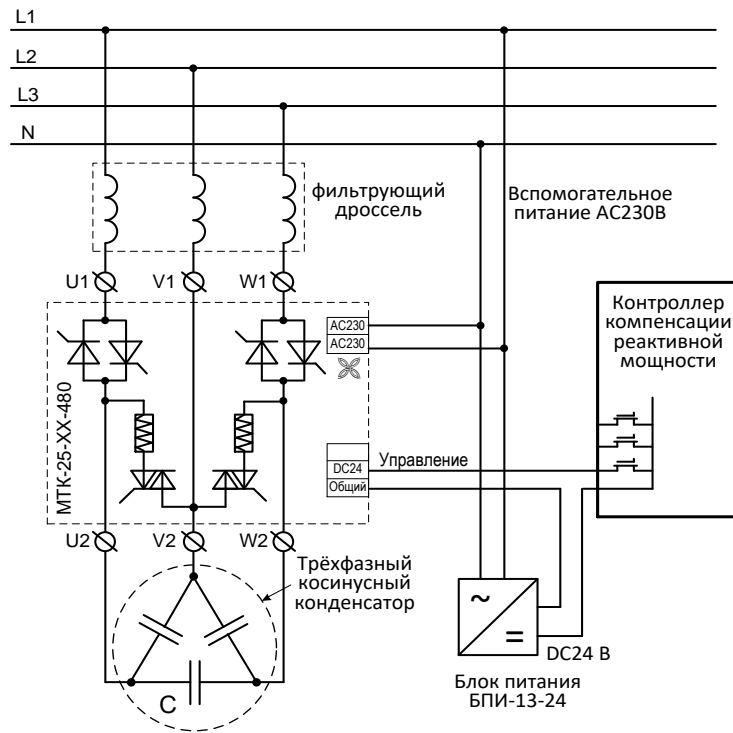 L1
L2
L3
N
фильтрующий
дроссель
Вспомогательное
питание AC230В
U1
V1
W1
AC230
AC230
Контроллер
компенсации
реактивной
мощности
МТК-25-ХХ-480
DC24
Общий
Управление
U2
V2
W2
Трёхфазный
косинусный
конденсатор
C
~
=
DC24 В
Блок питания
БПИ-13-24